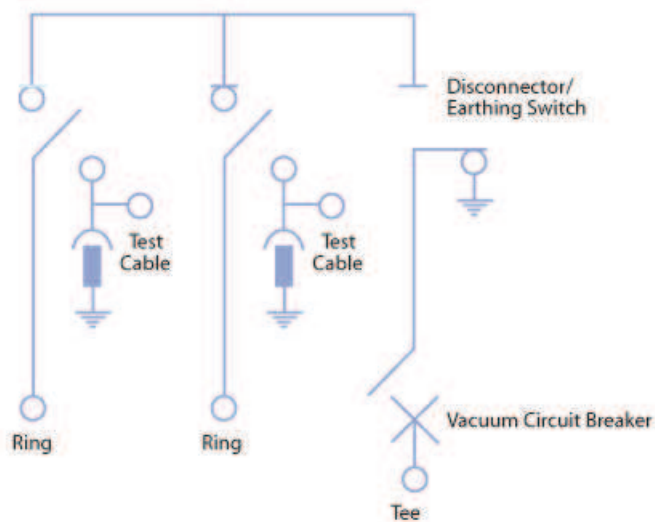 Disconnector/
Earthing Switch
Test
Cable
Test
Cable
Ring
Ring
Vacuum Circuit Breaker
Tee